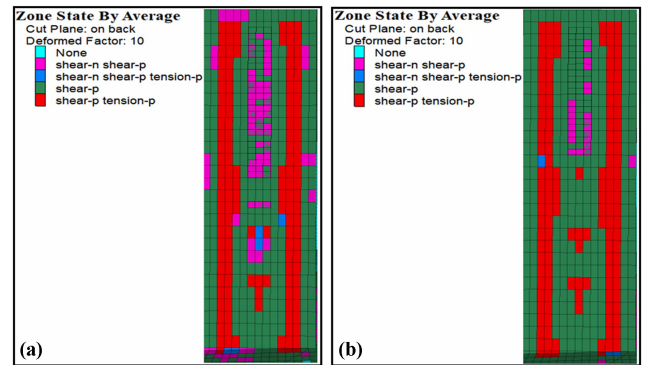 Zone State By Average
Cut Plane: on back
Deformed Factor: 10
None
shear-n shear-p
shear-n shear-p tension-p
shear-p
shear-p tension-p
(a)
Zone State By Average
Cut Plane: on back
Deformed Factor: 10
None
shear-n shear-p
shear-n shear-p tension-p
shear-p
shear-p tension-p
(b)